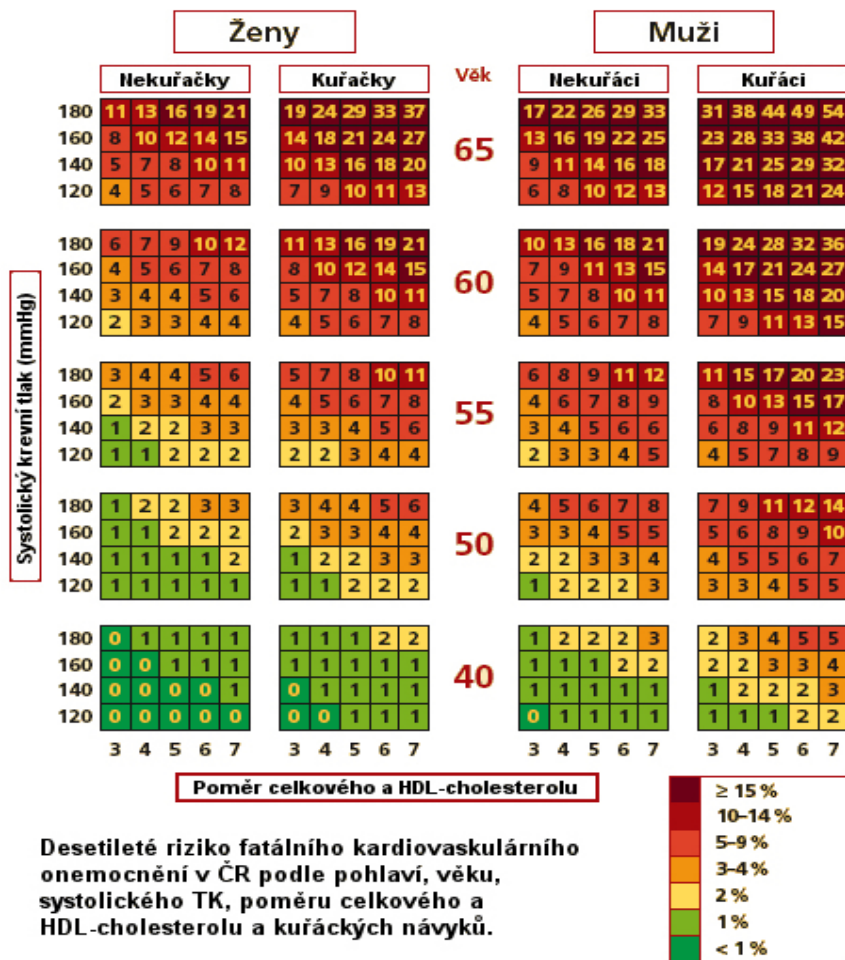 Ženy Muži
Nekuřačky Kuřačky Věk Nekuřáci Kuřáci
180 11 13 16 19 21 19 24 29 33 37 17 22 26 29 33 31 38 44 49 54
160 8 10 12 14 15 14 18 21 24 27 13 16 19 22 25 23 28 33 38 42
65
140 5 7 8 10 11 10 13 16 18 20 9 11 14 16 18 17 21 25 29 32
120 4 5 6 7 8 7 9 10 11 13 6 8 10 12 13 12 15 18 21 24
180 6 7 9 10 12 11 13 16 19 21 10 13 16 18 21 19 24 28 32 36
160 4 5 6 7 8 8 10 12 14 15 7 9 11 13 15 14 17 21 24 27
60
140 3 4 4 5 6 5 7 8 10 11 5 7 8 10 11 10 13 15 18 20
120 2 3 3 4 4 4 5 6 7 8 4 5 6 7 8 7 9 11 13 15
Systolický krevní tlak (mmHg)
180 3 4 4 5 6 5 7 8 10 11 6 8 9 11 12 11 15 17 20 23
160 2 3 3 4 4 4 5 6 7 8 4 6 7 8 9 8 10 13 15 17
55
140 1 2 2 3 3 3 3 4 5 6 3 4 5 6 6 6 8 9 11 12
120 1 1 2 2 2 2 2 3 4 4 2 3 3 4 5 4 5 7 8 9
180 1 2 2 3 3 3 4 4 5 6 4 5 6 7 8 7 9 11 12 14
160 1 1 2 2 2 2 3 3 4 4 3 3 4 5 5 5 6 8 9 10
50
140 1 1 1 1 2 1 2 2 3 3 2 2 3 3 4 4 5 5 6 7
120 1 1 1 1 1 1 1 2 2 2 1 2 2 2 3 3 3 4 5 5
180 0 1 1 1 1 1 1 1 2 2 1 2 2 2 3 2 3 4 5 5
160 0 0 1 1 1 1 1 1 1 1 1 1 1 2 2 2 2 3 3 4
40
140 0 0 0 0 1 0 1 1 1 1 1 1 1 1 1 1 2 2 2 3
120 0 0 0 0 0 0 0 1 1 1 0 1 1 1 1 1 1 1 2 2
3 4 5 6 7 3 4 5 6 7 3 4 5 6 7 3 4 5 6 7
Poměr celkového a HDL-cholesterolu
≥ 15 %
10–14 %
5–9 %
3–4 %
2 %
1 %
< 1 %
Desetileté riziko fatálního kardiovaskulárního
onemocnění v ČR podle pohlaví, věku,
systolického TK, poměru celkového a
HDL-cholesterolu a kuřáckých návyků.